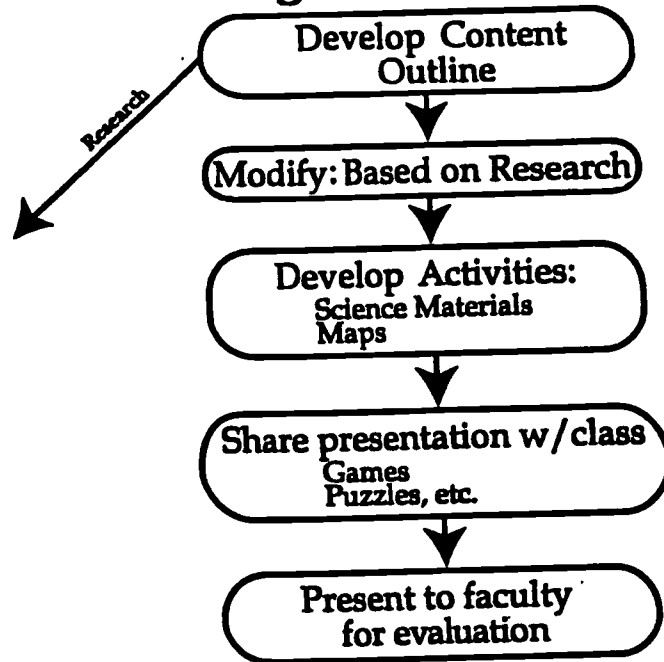 Develop Content
Outline
Research
Modify: Based on Research
Develop Activities:
Science Materials
Maps
Share presentation w/class
Games
Puzzles, etc.
Present to faculty
for evaluation